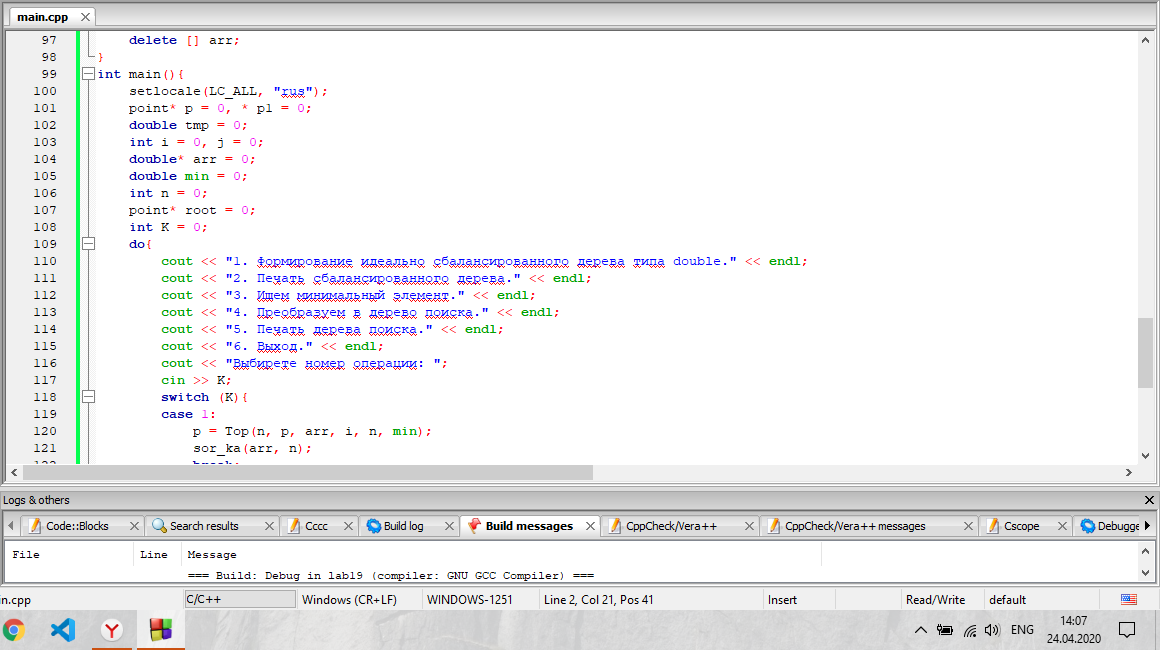 main.cpp
97 delete [] arr;
98 }
99 int main(){
100 setlocale(LC_ALL, "rus");
101 point* p = 0, * p1 = 0;
102 double tmp = 0;
103 int i = 0, j = 0;
104 double* arr = 0;
105 double min = 0;
106 int n = 0;
107 point* root = 0;
108 int K = 0;
109 do{
110 cout << "1. Формирование идеально сбалансированного дерева типа double." << endl;
111 cout << "2. Печать сбалансированного дерева." << endl;
112 cout << "3. Ищем минимальный элемент." << endl;
113 cout << "4. Преобразуем в дерево поиска." << endl;
114 cout << "5. Печать дерева поиска." << endl;
115 cout << "6. Выход." << endl;
116 cout << "Выбирете номер операции: ";
117 cin >> K;
118 switch (K){
119 case 1:
120 p = Top(n, p, arr, i, n, min);
121 sor_ka(arr, n);
Logs & others
Code::Blocks Search results Cccc Build log Build messages CppCheck/Vera++ CppCheck/Vera++ messages Cscope Debugge
File Line Message
=== Build: Debug in lab19 (compiler: GNU GCC Compiler) ===
in.cpp C/C++ Windows (CR+LF) WINDOWS-1251 Line 2, Col 21, Pos 41 Insert Read/Write default
ENG 14:07
24.04.2020